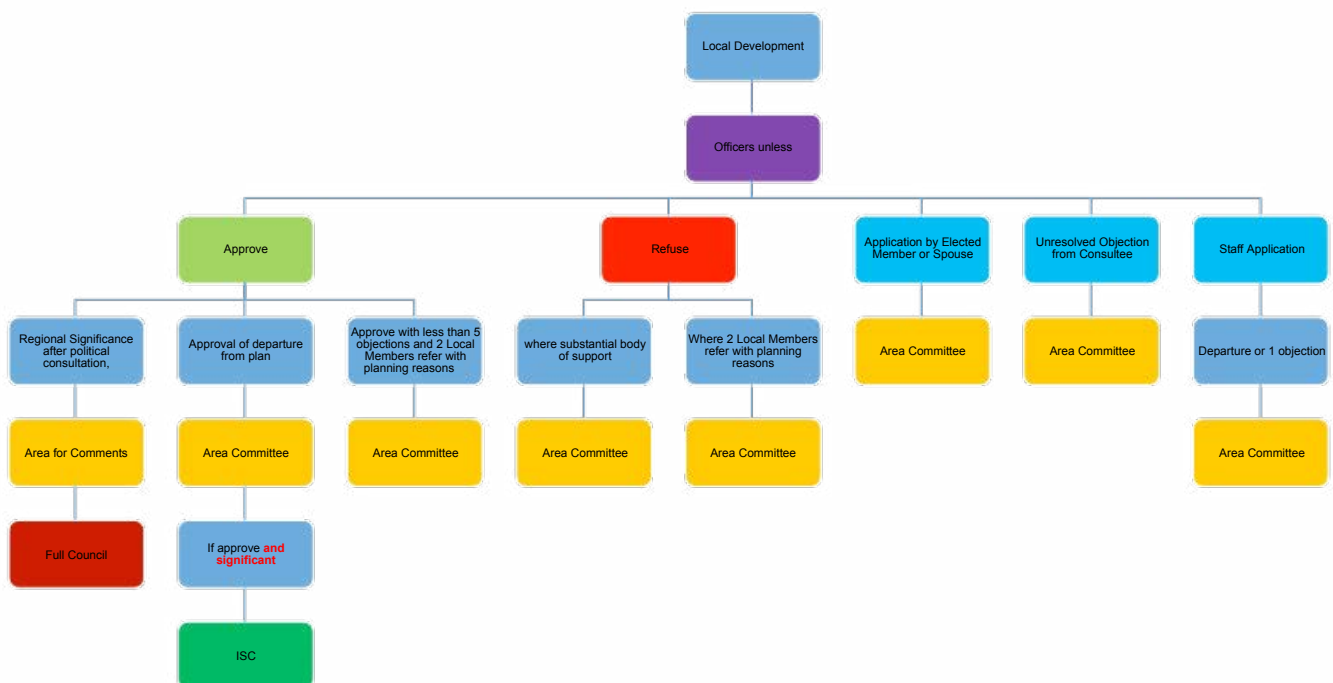 Local Development
Officers unless
Approve
Refuse
Application by Elected
Member or Spouse
Unresolved Objection
from Consultee
Staff Application
Regional Significance
after political
consultation,
Approval of departure
from plan
Approve with less than 5
objections and 2 Local
Members refer with
planning reasons
where substantial body
of support
Where 2 Local Members
refer with planning
reasons
Area Committee
Area Committee
Departure or 1 objection
Area for Comments
Area Committee
Area Committee
Area Committee
Area Committee
Area Committee
Full Council
If approve and
significant
ISC